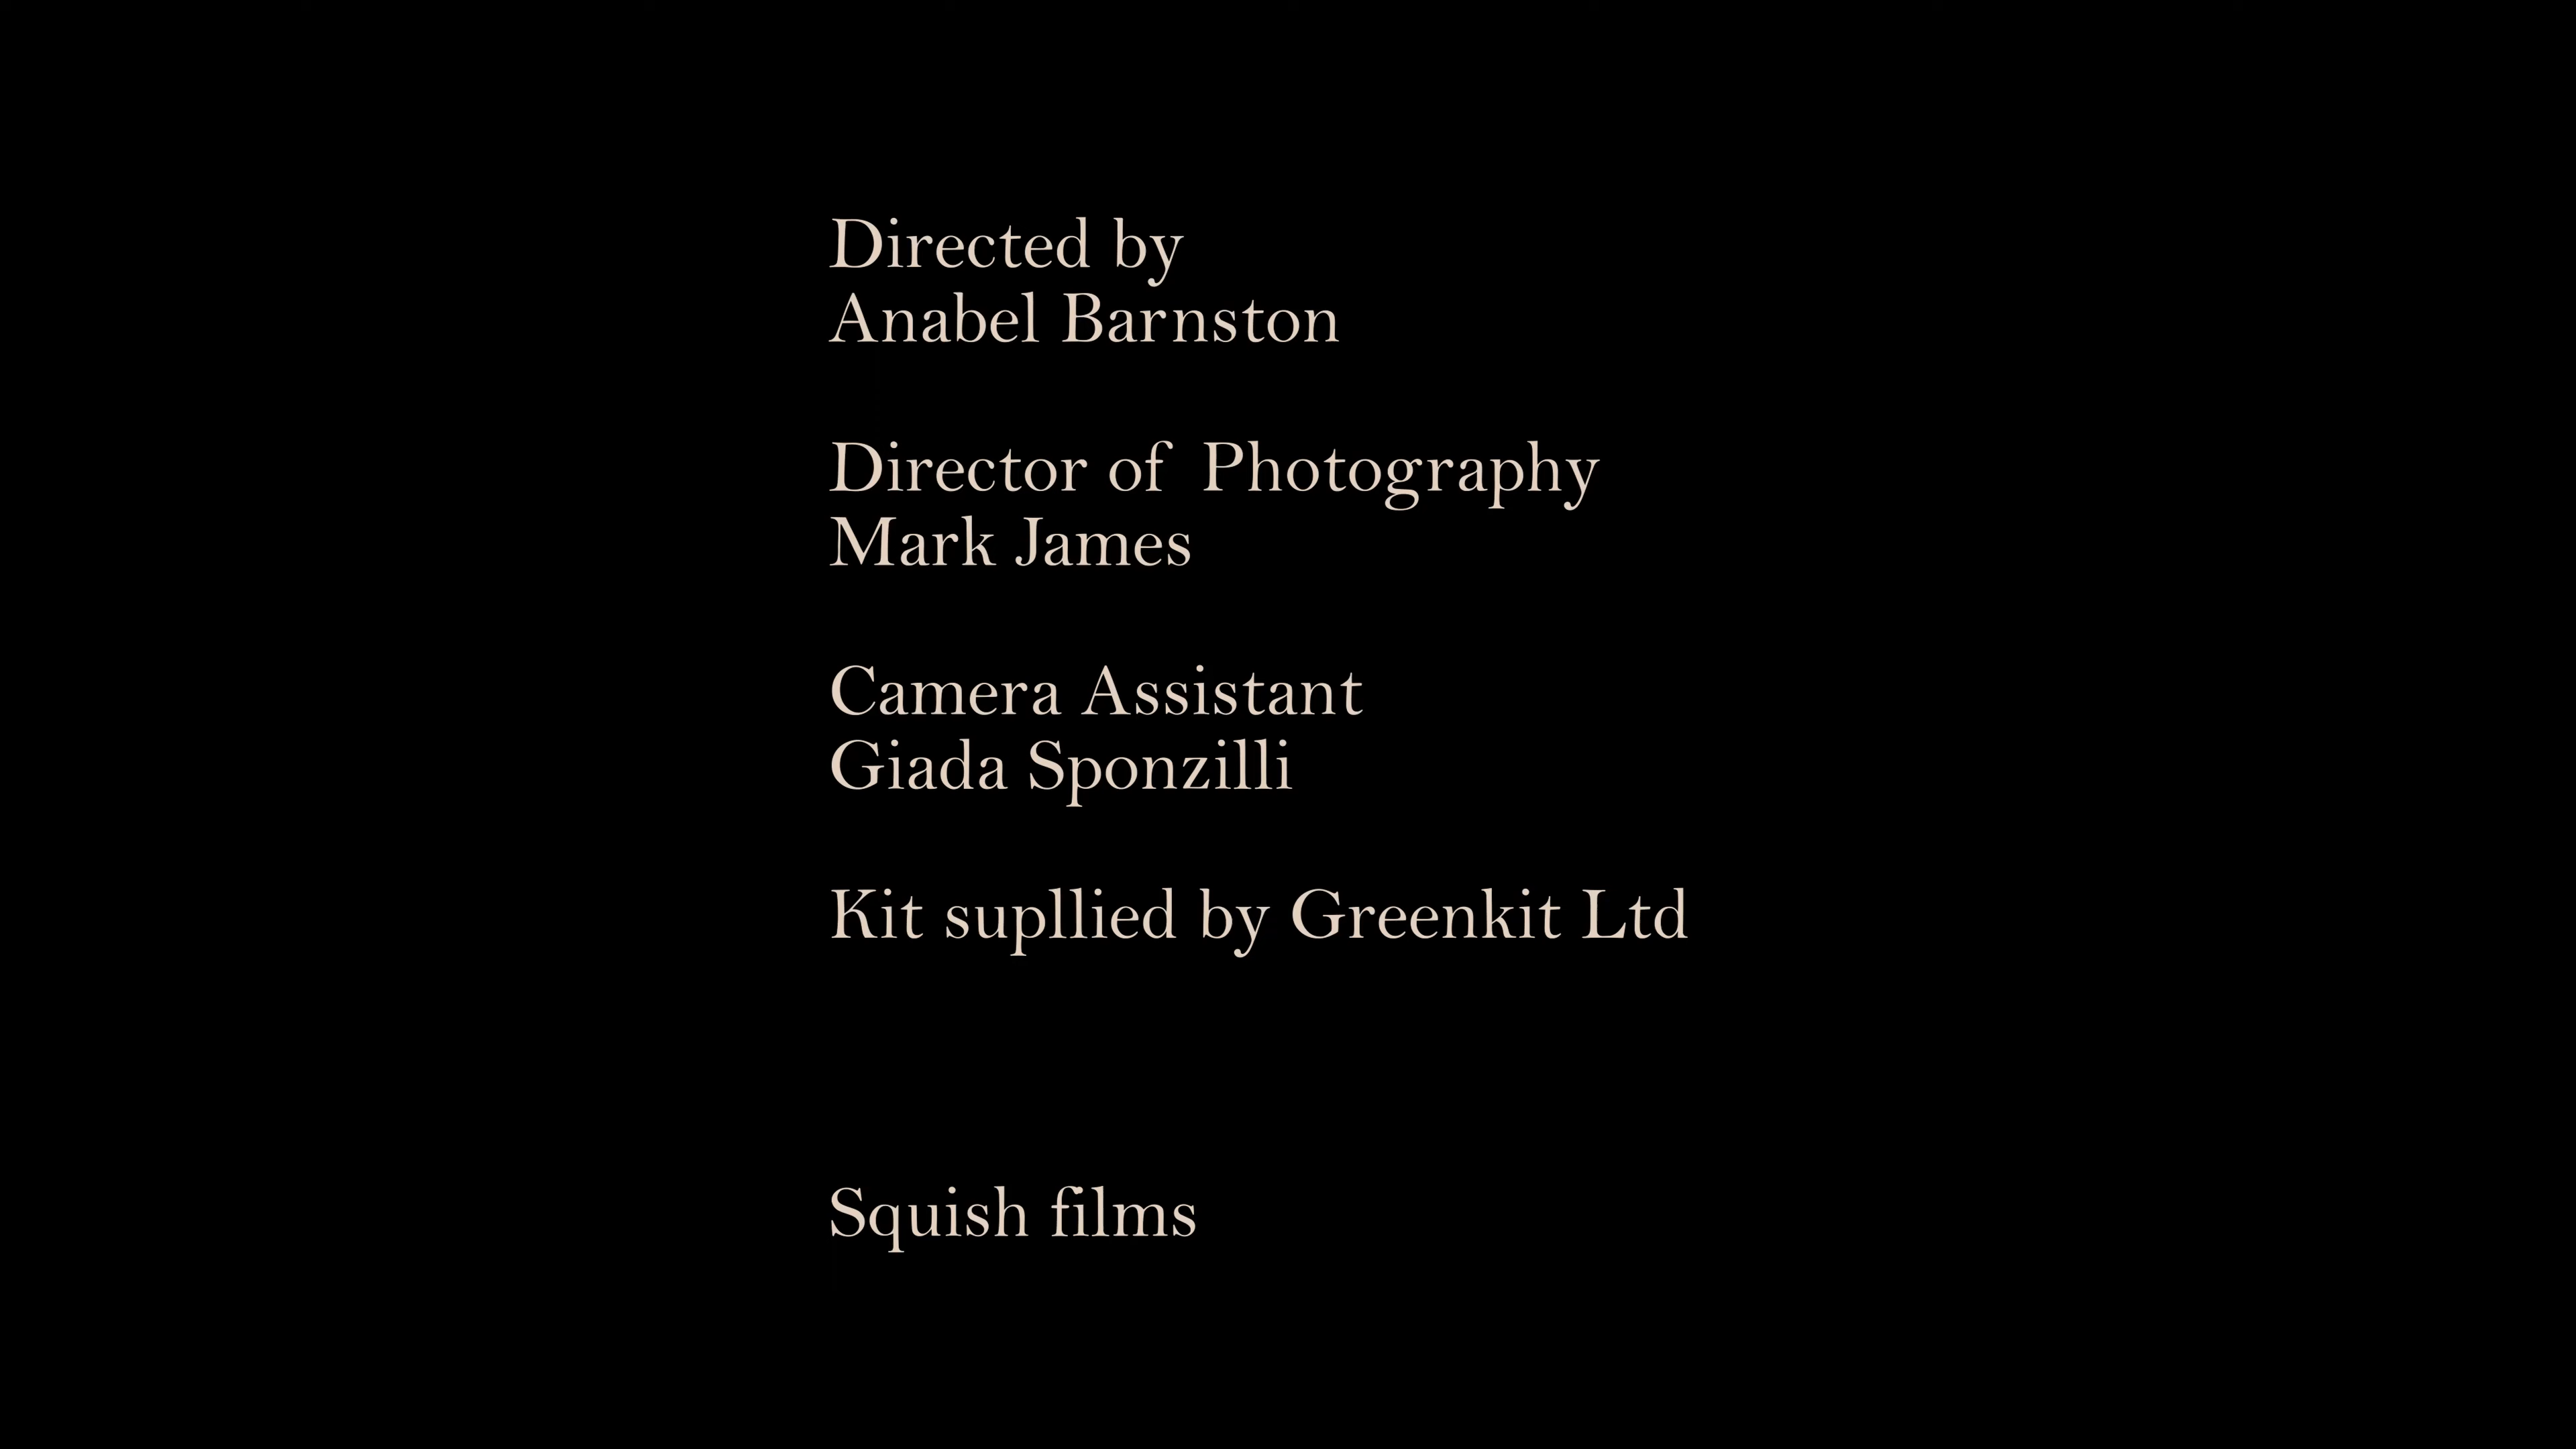 Directed by
Anabel Barnston
Director of Photography
Mark James
Camera Assistant
Giada Sponzilli
Kit supllied by Greenkit Ltd
Squish films